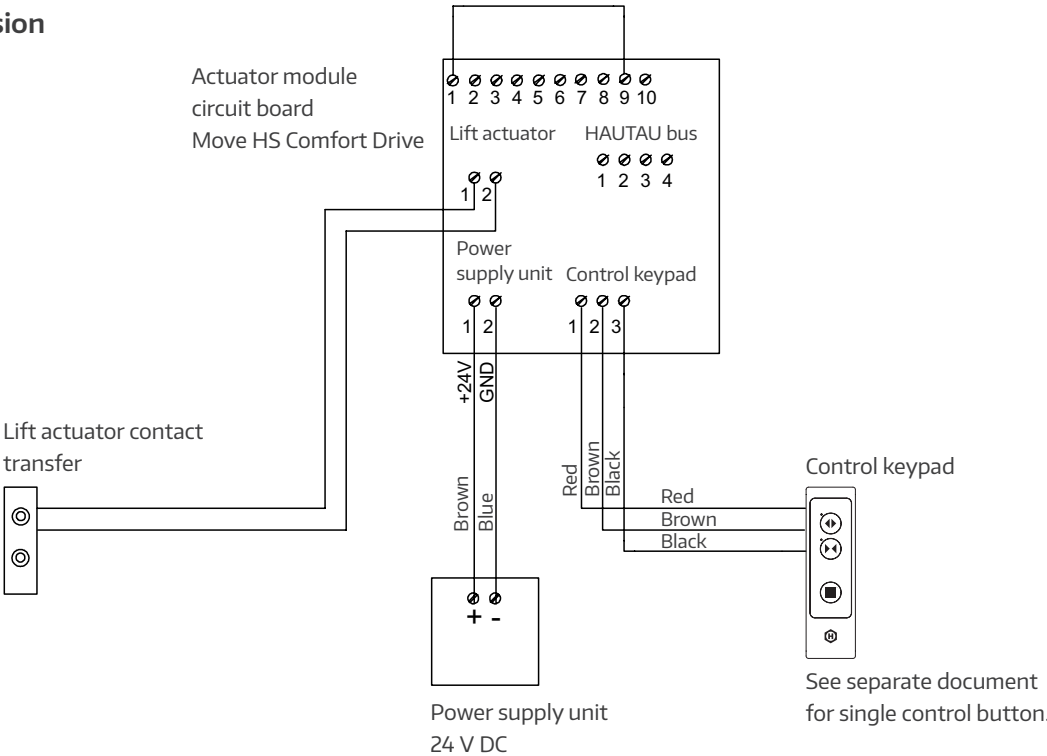 sion
Actuator module
circuit board
Move HS Comfort Drive
1 2 3 4 5 6 7 8 9 10
Lift actuator
HAUTAU bus
1 2 3 4
1 2
Power
supply unit
Control keypad
1 2
1 2 3
+24V
GND
Lift actuator contact
transfer
Brown
Blue
Red
Brown
Black
Red
Brown
Black
Control keypad
H
+ -
Power supply unit
24 V DC
See separate document
for single control button.